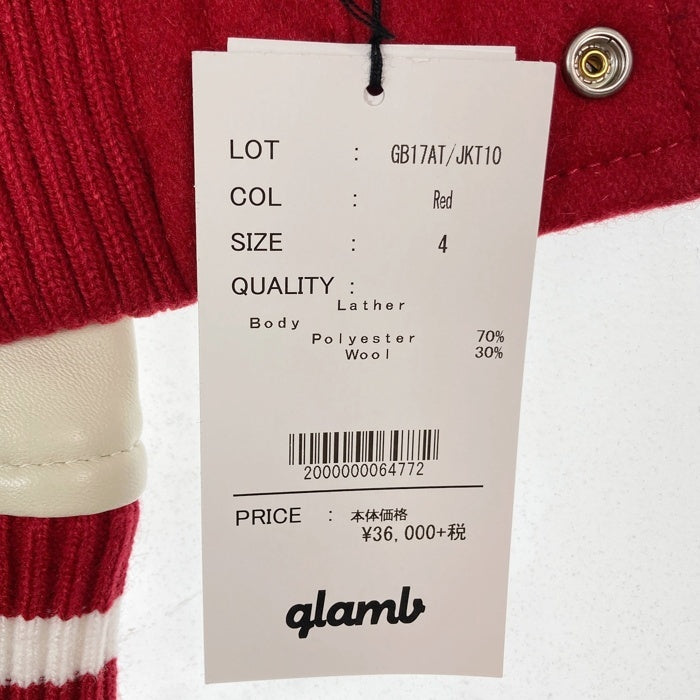 LOT : GB17AT/JKT10
COL : Red
SIZE : 4
QUALITY :
Lather
Body
Polyester 70%
Wool 30%
2000000064772
PRICE : 本体価格
¥36,000+税
glamb